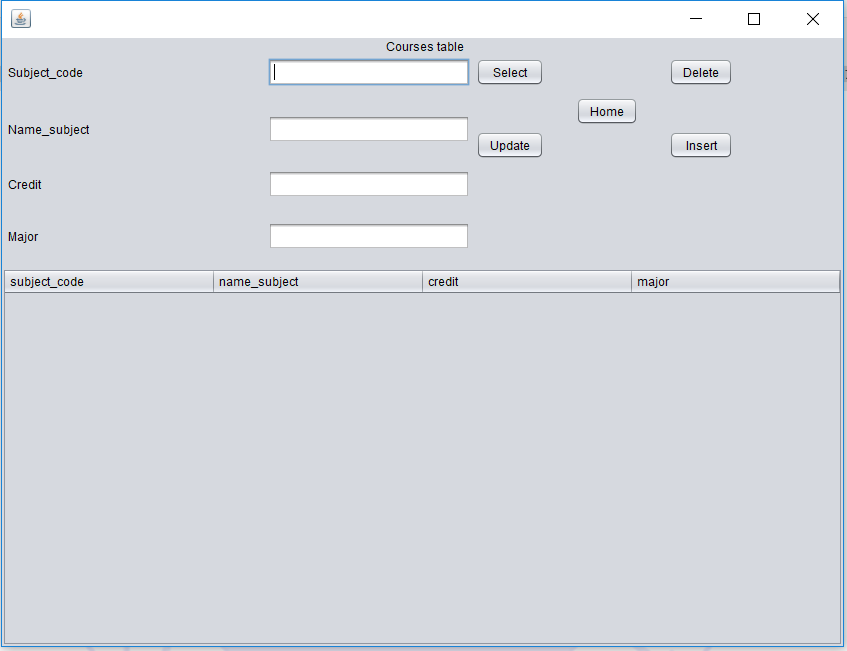 Courses table
Subject_code Select Delete
Home
Name_subject
Update Insert
Credit
Major
subject_code name_subject credit major